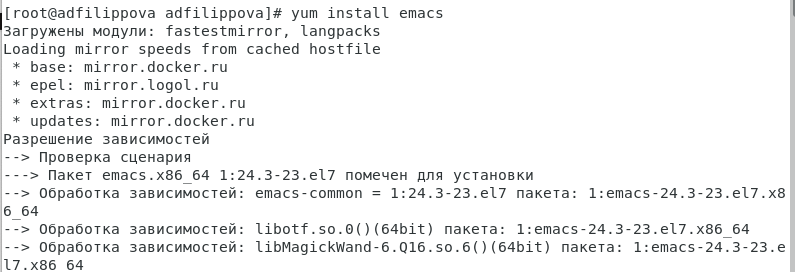 [root@adfilippova adfilippova]# yum install emacs
Загружены модули: fastestmirror, langpacks
Loading mirror speeds from cached hostfile
 * base: mirror.docker.ru
 * epel: mirror.logol.ru
 * extras: mirror.docker.ru
 * updates: mirror.docker.ru
Разрешение зависимостей
--> Проверка сценария
---> Пакет emacs.x86_64 1:24.3-23.el7 помечен для установки
--> Обработка зависимостей: emacs-common = 1:24.3-23.el7 пакета: 1:emacs-24.3-23.el7.x8
6_64
--> Обработка зависимостей: libotf.so.0()(64bit) пакета: 1:emacs-24.3-23.el7.x86_64
--> Обработка зависимостей: libMagickWand-6.Q16.so.6()(64bit) пакета: 1:emacs-24.3-23.e
l7.x86_64